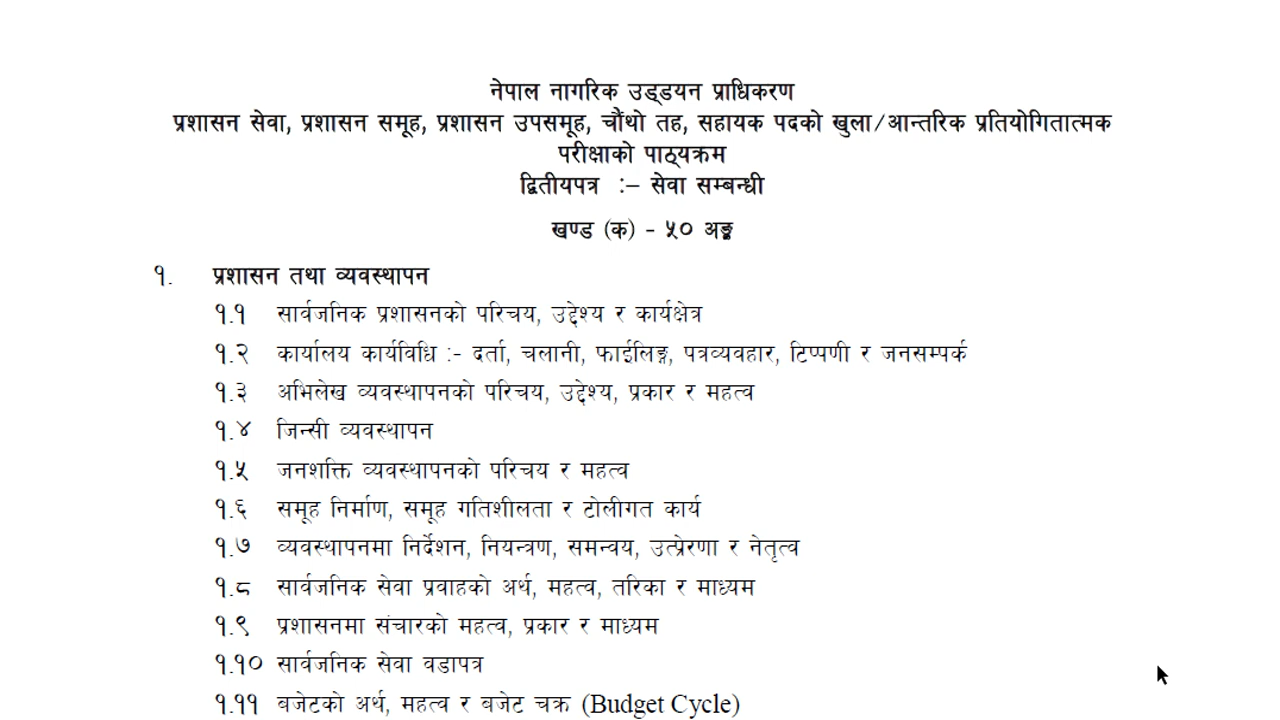 नेपाल नागरिक उड्डयन प्राधिकरण
प्रशासन सेवा, प्रशासन समूह, प्रशासन उपसमूह, चौंथो तह, सहायक पदको खुला/आन्तरिक प्रतियोगितात्मक
परीक्षाको पाठ्यक्रम
द्वितीयपत्र :– सेवा सम्बन्धी
खण्ड (क) - ५० अङ्क
१. प्रशासन तथा व्यवस्थापन
१.१ सार्वजनिक प्रशासनको परिचय, उद्देश्य र कार्यक्षेत्र
१.२ कार्यालय कार्यविधि :- दर्ता, चलानी, फाईलिङ्ग, पत्रव्यवहार, टिप्पणी र जनसम्पर्क
१.३ अभिलेख व्यवस्थापनको परिचय, उद्देश्य, प्रकार र महत्व
१.४ जिन्सी व्यवस्थापन
१.५ जनशक्ति व्यवस्थापनको परिचय र महत्व
१.६ समूह निर्माण, समूह गतिशीलता र टोलीगत कार्य
१.७ व्यवस्थापनमा निर्देशन, नियन्त्रण, समन्वय, उत्प्रेरणा र नेतृत्व
१.८ सार्वजनिक सेवा प्रवाहको अर्थ, महत्व, तरिका र माध्यम
१.९ प्रशासनमा संचारको महत्व, प्रकार र माध्यम
१.१० सार्वजनिक सेवा वडापत्र
१.११ बजेटको अर्थ, महत्व र बजेट चक्र (Budget Cycle)